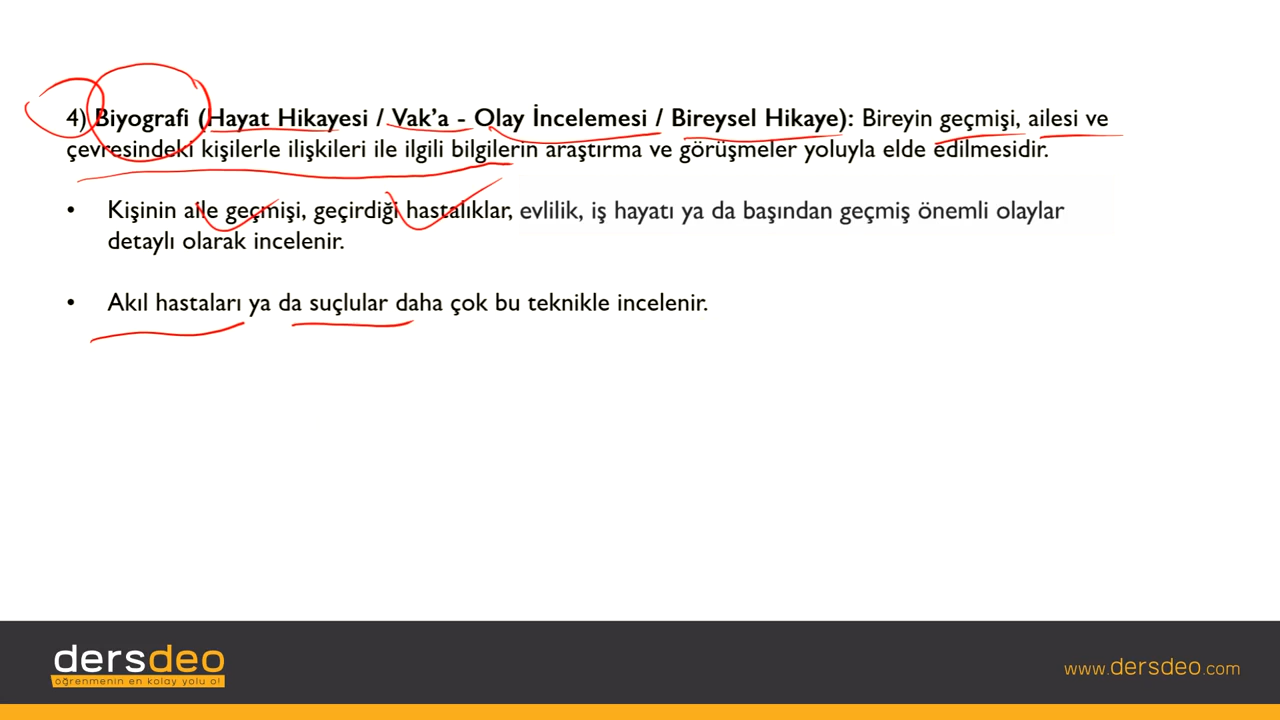 4) Biyografi (Hayat Hikayesi / Vak'a - Olay İncelemesi / Bireysel Hikaye): Bireyin geçmişi, ailesi ve
çevresindeki kişilerle ilişkileri ile ilgili bilgilerin araştırma ve görüşmeler yoluyla elde edilmesidir.
• Kişinin aile geçmişi, geçirdiği hastalıklar, evlilik, iş hayatı ya da başından geçmiş önemli olaylar
detaylı olarak incelenir.
• Akıl hastaları ya da suçlular daha çok bu teknikle incelenir.
dersdeo
öğrenmenin en kolay yolu o!
www.dersdeo.com